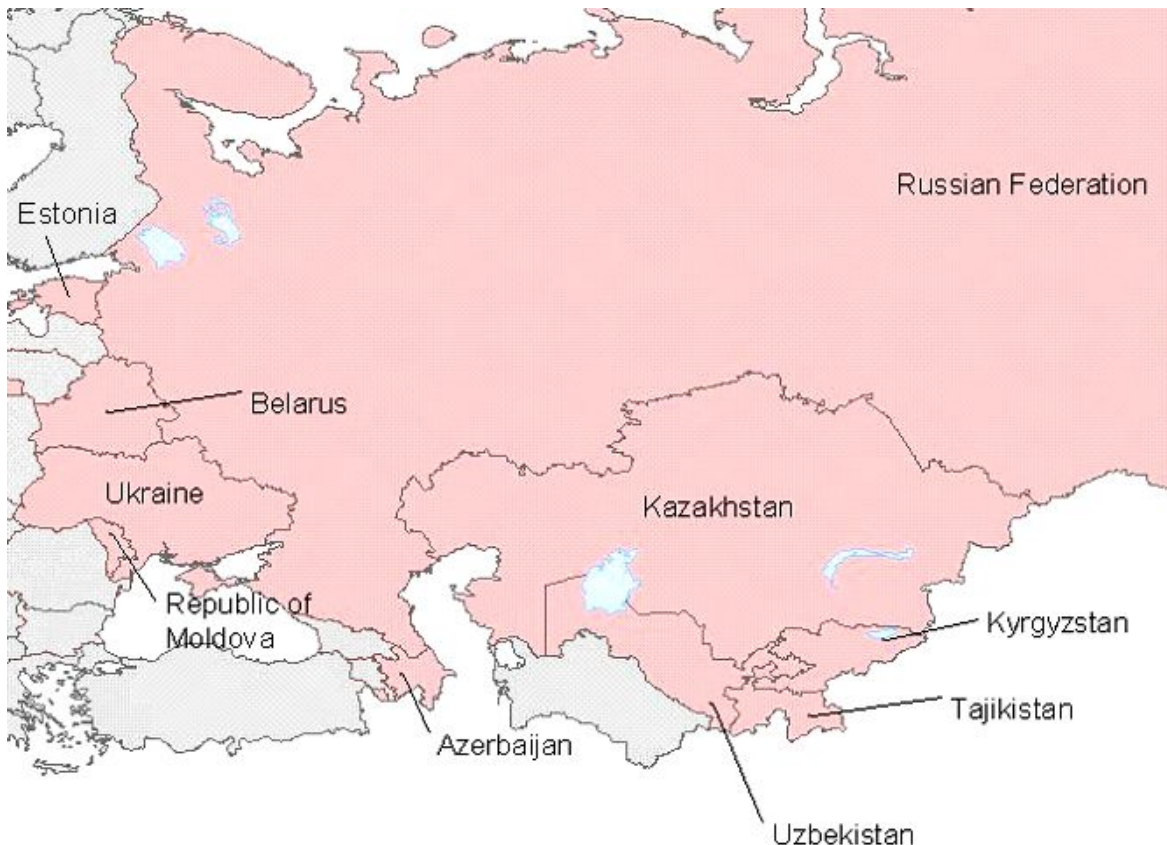 Russian Federation
Estonia
Belarus
Ukraine
Kazakhstan
Republic of
Moldova
Kyrgyzstan
Tajikistan
Azerbaijan
Uzbekistan